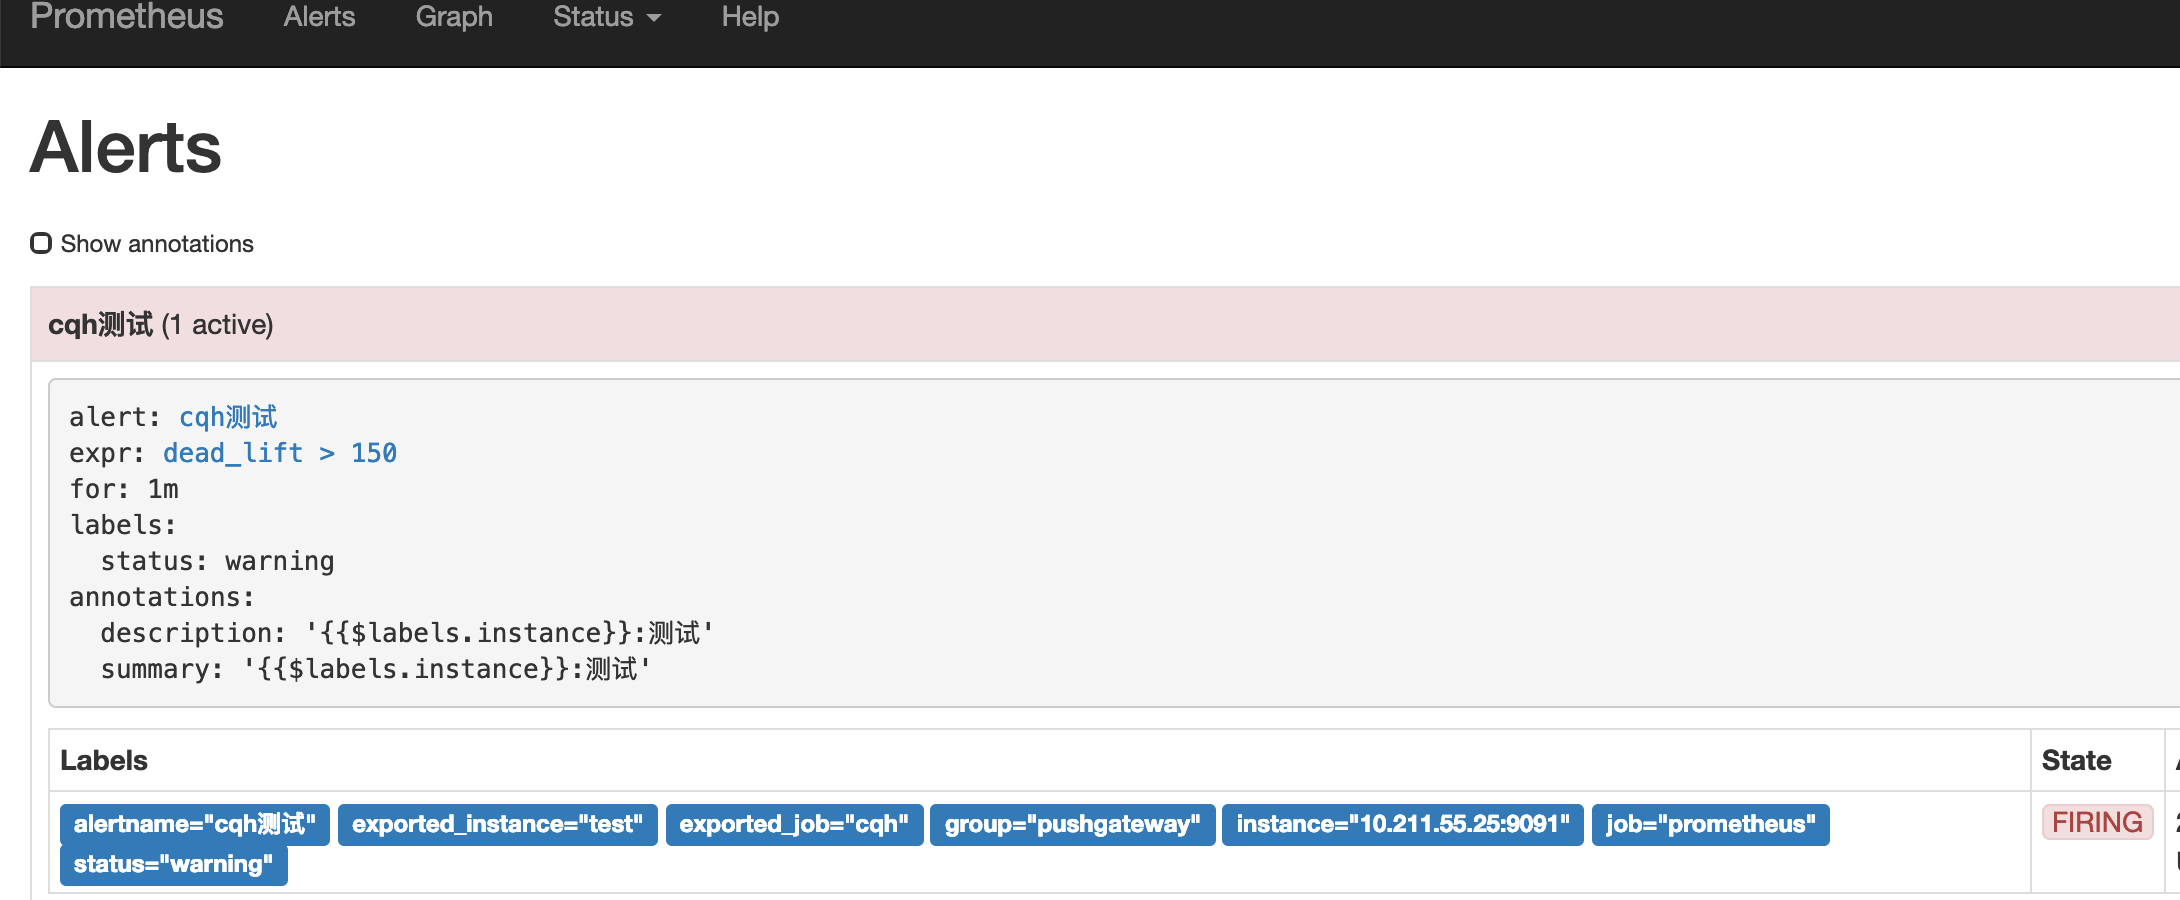 Prometheus Alerts Graph Status Help
Alerts
Show annotations
cqh测试 (1 active)
alert: cqh测试
expr: dead_lift > 150
for: 1m
labels:
  status: warning
annotations:
  description: '{{$labels.instance}}:测试'
  summary: '{{$labels.instance}}:测试'
Labels State
alertname="cqh测试" exported_instance="test" exported_job="cqh" group="pushgateway" instance="10.211.55.25:9091" job="prometheus" FIRING
status="warning"